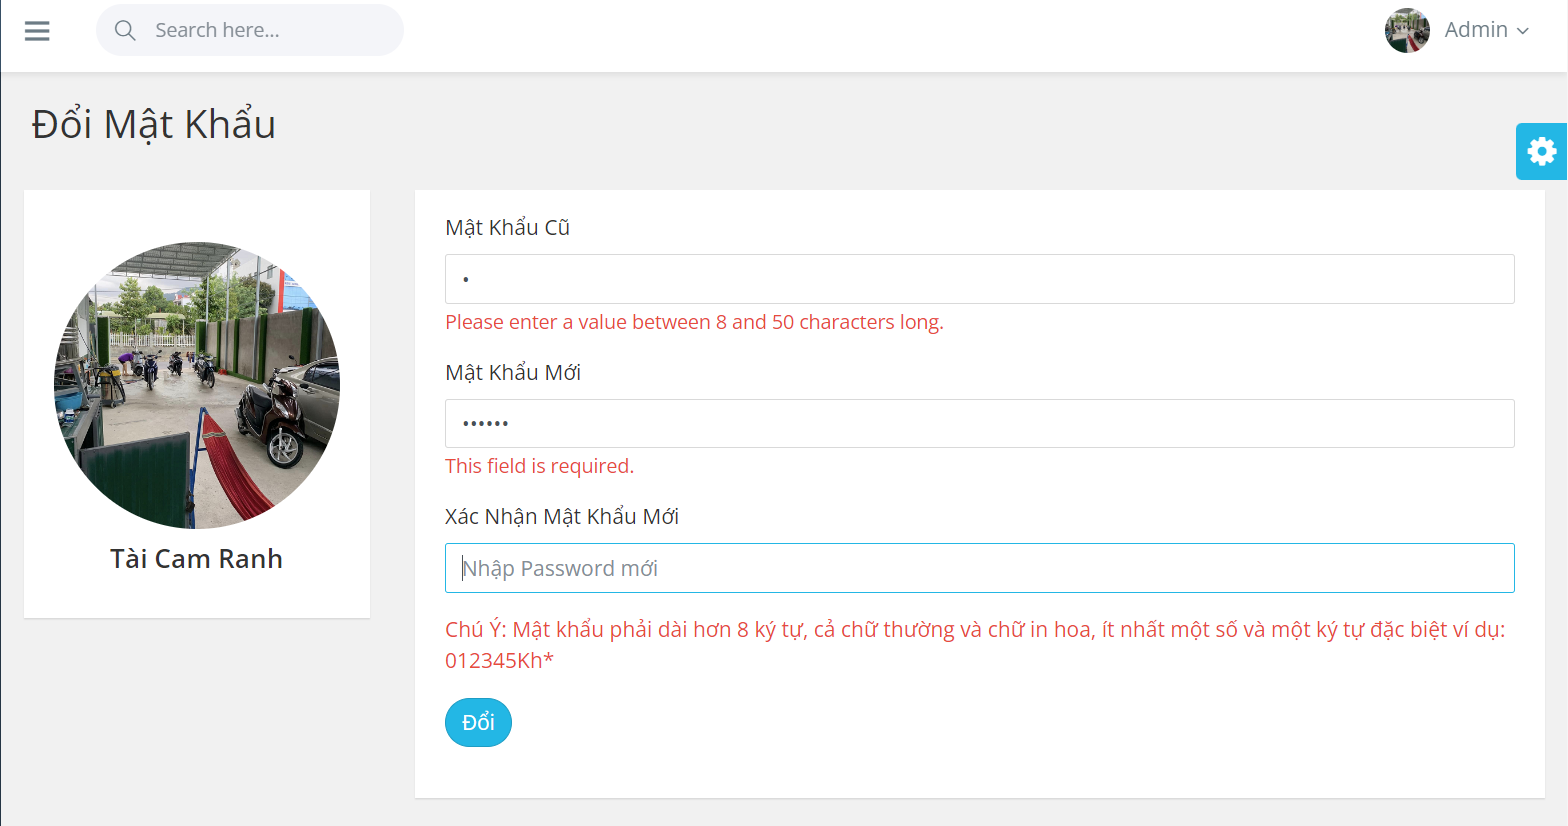 Search here...
Admin
Đổi Mật Khẩu
Tài Cam Ranh
Mật Khẩu Cũ
•
Please enter a value between 8 and 50 characters long.
Mật Khẩu Mới
••••••
This field is required.
Xác Nhận Mật Khẩu Mới
Nhập Password mới
Chú Ý: Mật khẩu phải dài hơn 8 ký tự, cả chữ thường và chữ in hoa, ít nhất một số và một ký tự đặc biệt ví dụ:
012345Kh*
Đổi